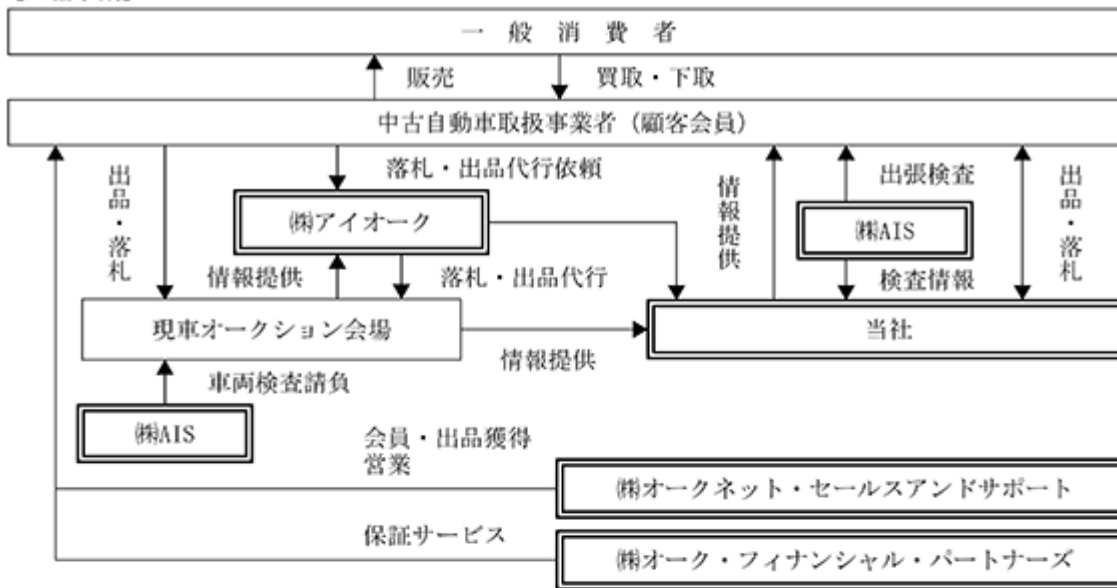 一般消費者
販売
買取・下取
中古自動車取扱事業者（顧客会員）
出品・落札
落札・出品代行依頼
情報提供
出張検査
出品・落札
㈱アイオーク
㈱AIS
情報提供
落札・出品代行
検査情報
現車オークション会場
情報提供
当社
車両検査請負
㈱AIS
会員・出品獲得
営業
㈱オークネット・セールスアンドサポート
保証サービス
㈱オーク・フィナンシャル・パートナーズ